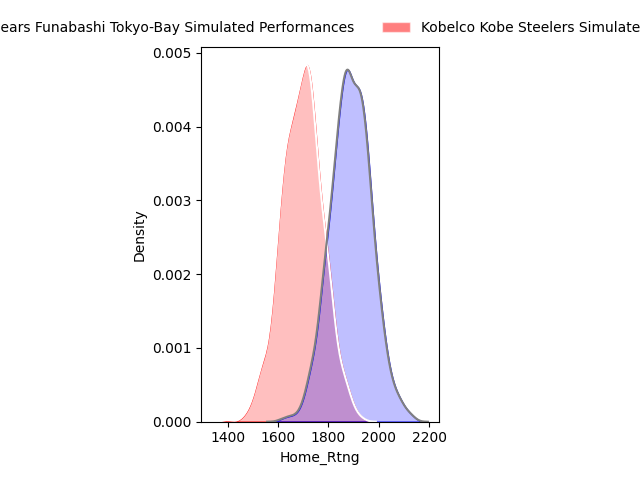 ears Funabashi Tokyo-Bay Simulated Performances Kobelco Kobe Steelers Simulate
0.005
0.004
0.003
0.002
0.001
0.000
Density
1400 1600 1800 2000 2200
Home_Rtng